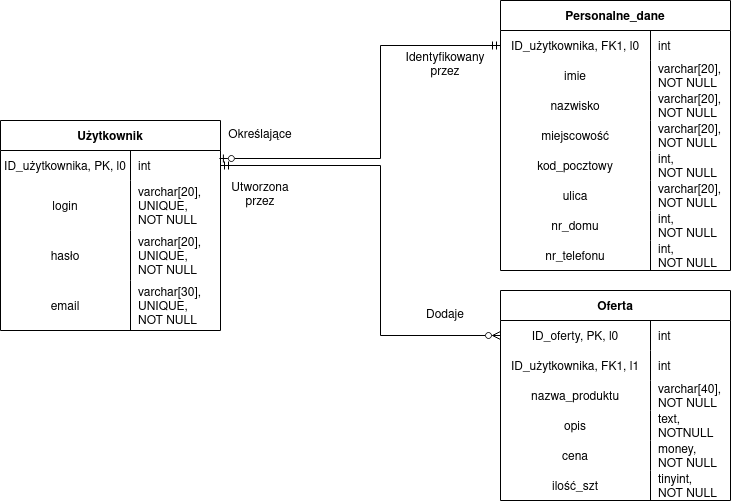 Personalne_dane
ID_użytkownika, FK1, I0 int
imie varchar[20],
NOT NULL
nazwisko varchar[20],
NOT NULL
miejscowość varchar[20],
NOT NULL
kod_pocztowy int,
NOT NULL
ulica varchar[20],
NOT NULL
nr_domu int,
NOT NULL
nr_telefonu int,
NOT NULL
Identyfikowany
przez
Określające
Użytkownik
ID_użytkownika, PK, I0 int
login varchar[20],
UNIQUE,
NOT NULL
hasło varchar[20],
UNIQUE,
NOT NULL
email varchar[30],
UNIQUE,
NOT NULL
Utworzona
przez
Dodaje
Oferta
ID_oferty, PK, I0 int
ID_użytkownika, FK1, I1 int
nazwa_produktu varchar[40],
NOT NULL
opis text,
NOTNULL
cena money,
NOT NULL
ilość_szt tinyint,
NOT NULL